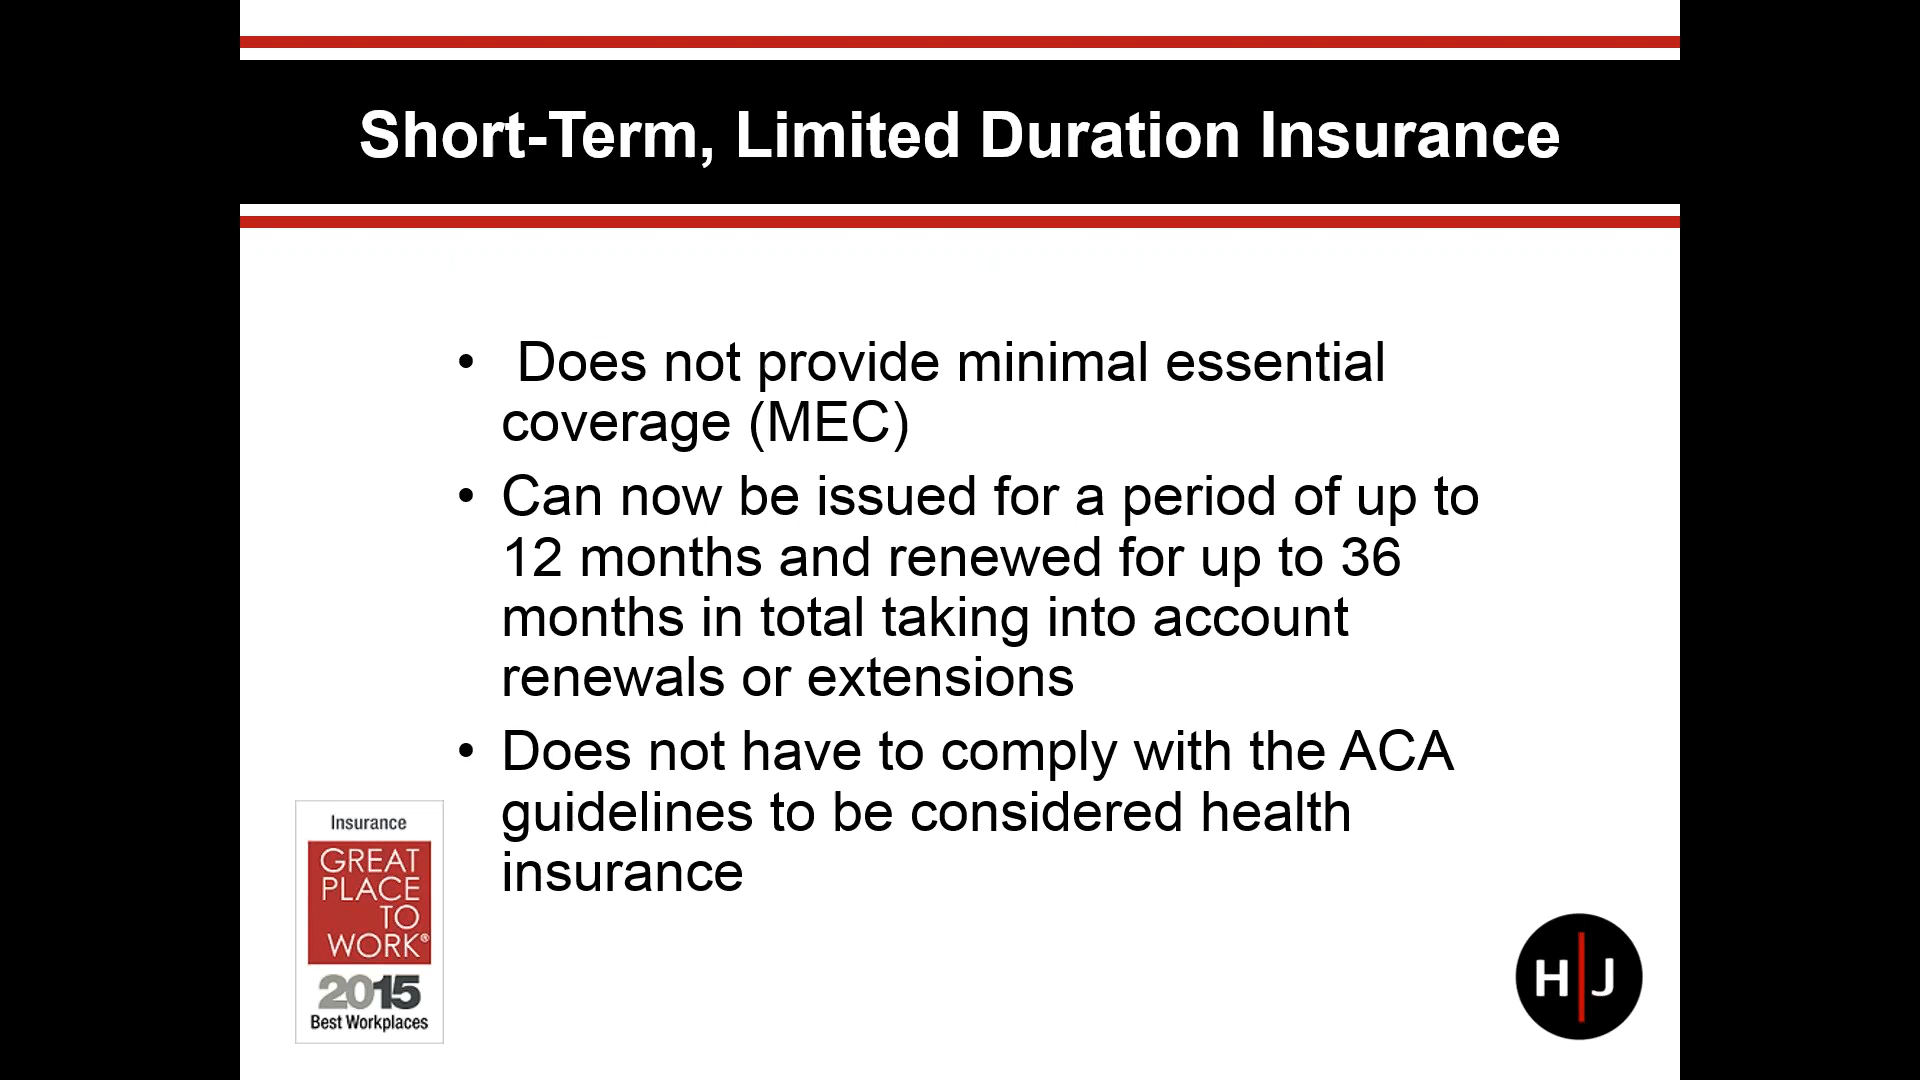 Short-Term, Limited Duration Insurance
• Does not provide minimal essential
coverage (MEC)
• Can now be issued for a period of up to
12 months and renewed for up to 36
months in total taking into account
renewals or extensions
• Does not have to comply with the ACA
guidelines to be considered health
insurance
Insurance
GREAT
PLACE
TO
WORK®
2015
Best Workplaces
H|J